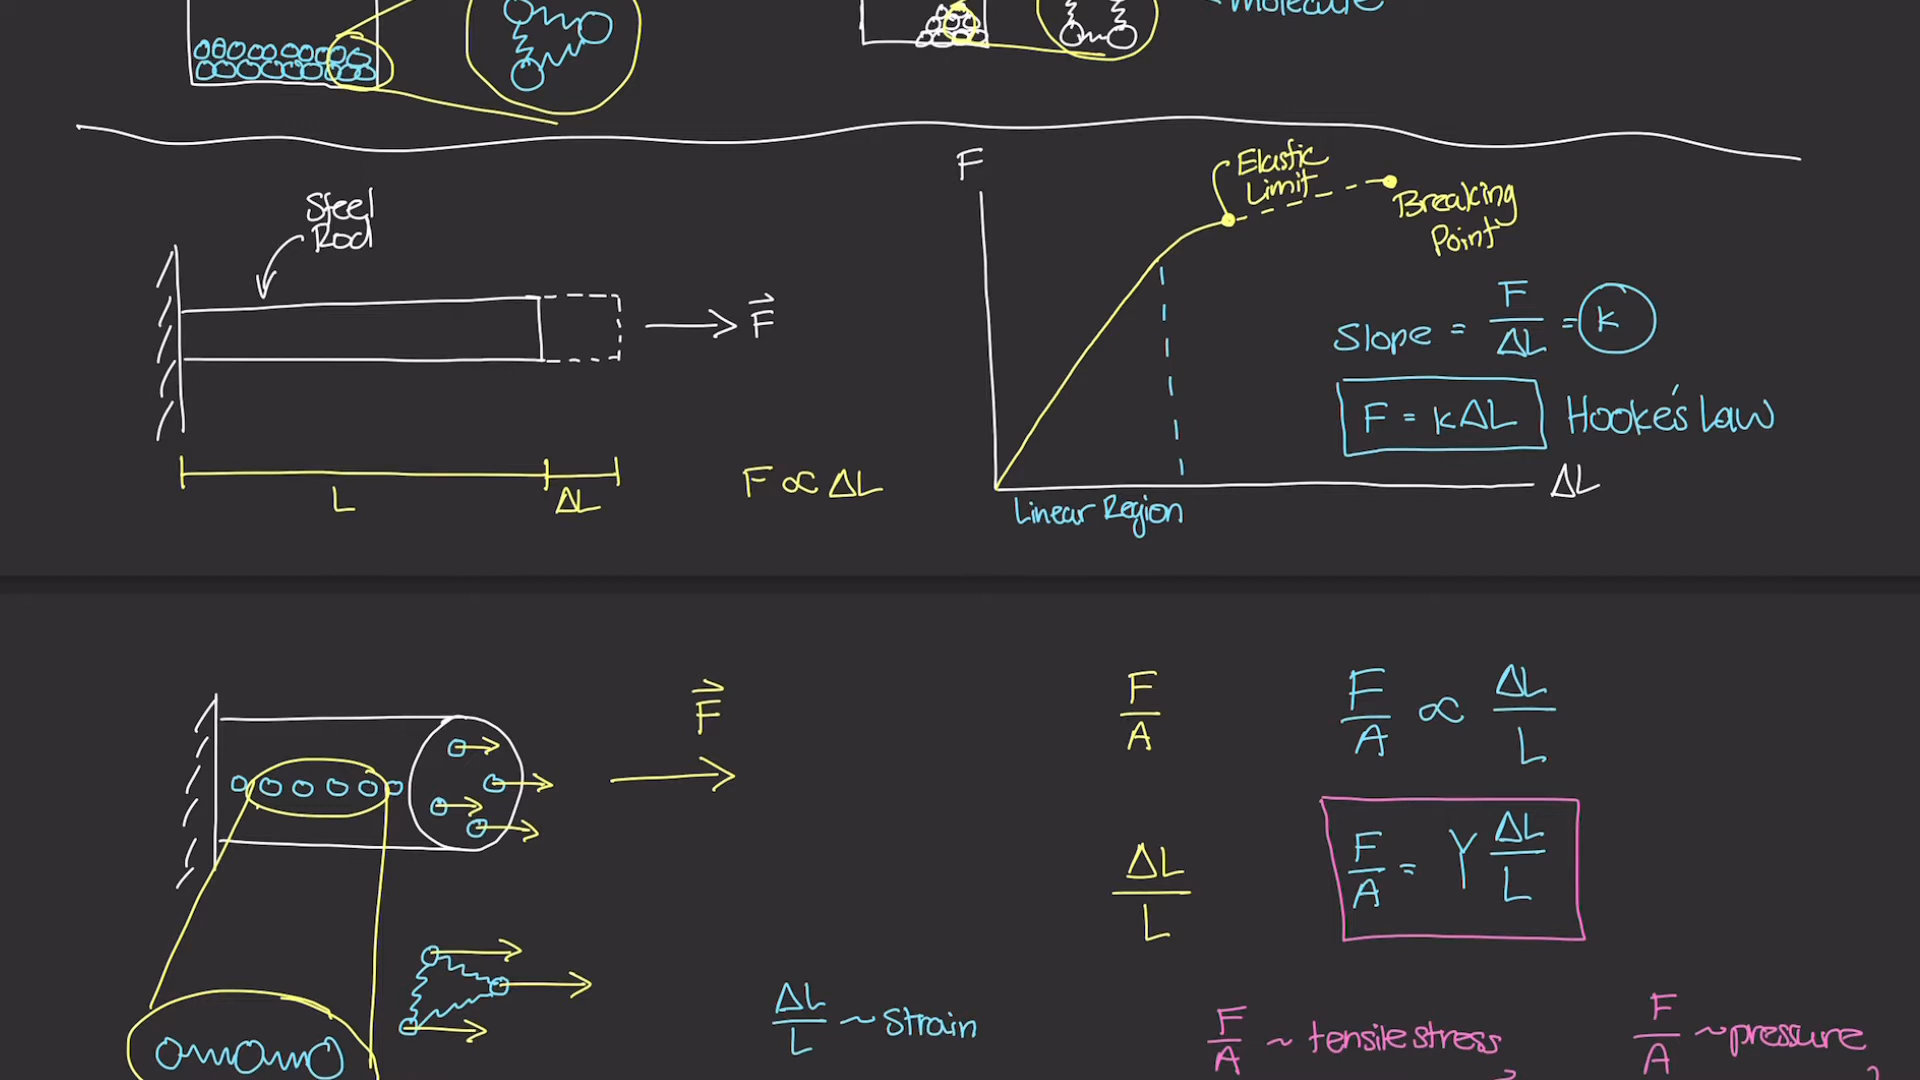 molecule
F
Elastic
Limit
Breaking
Point
Steel
Rod
F⃗
Slope = F/ΔL = k
F = kΔL Hooke's Law
L
ΔL
F ∝ ΔL
ΔL
Linear Region
F⃗
F/A
F/A ∝ ΔL/L
F/A = Y ΔL/L
ΔL/L
ΔL/L ~ Strain
F/A ~ tensile stress
F/A ~ pressure